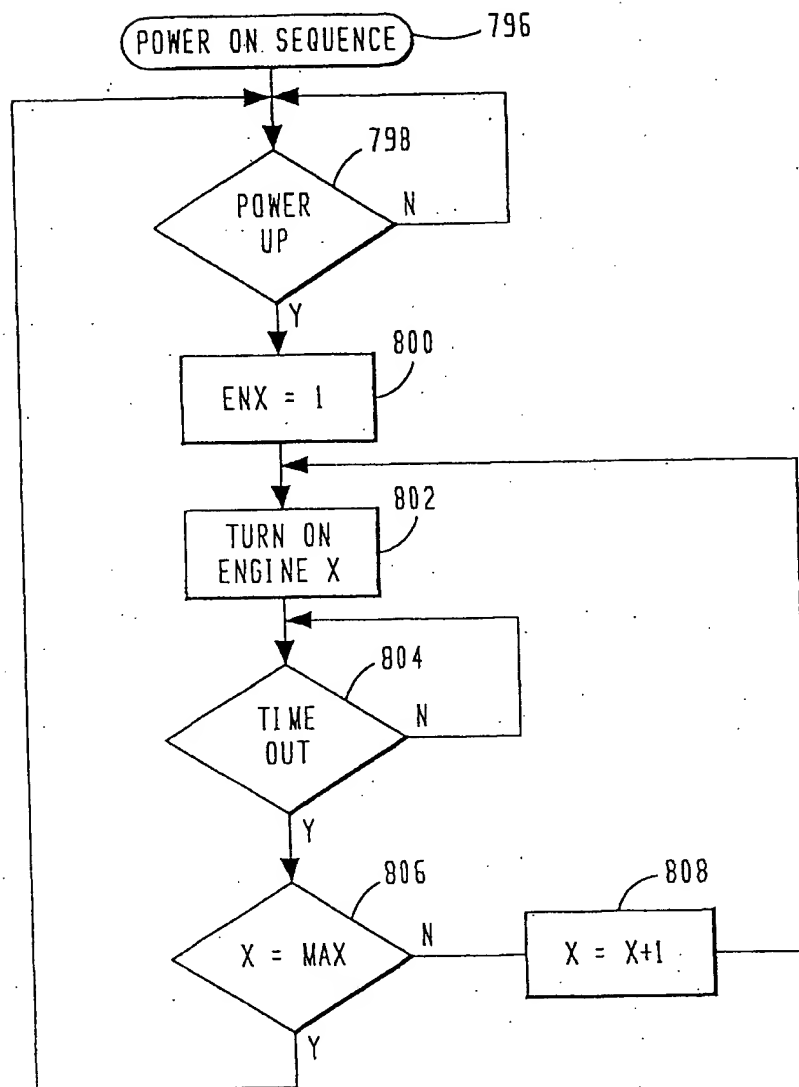 POWER ON SEQUENCE
796
798
POWER
UP
N
Y
800
ENX = 1
802
TURN ON
ENGINE X
804
TIME
OUT
N
Y
806
X = MAX
N
808
X = X+1
Y